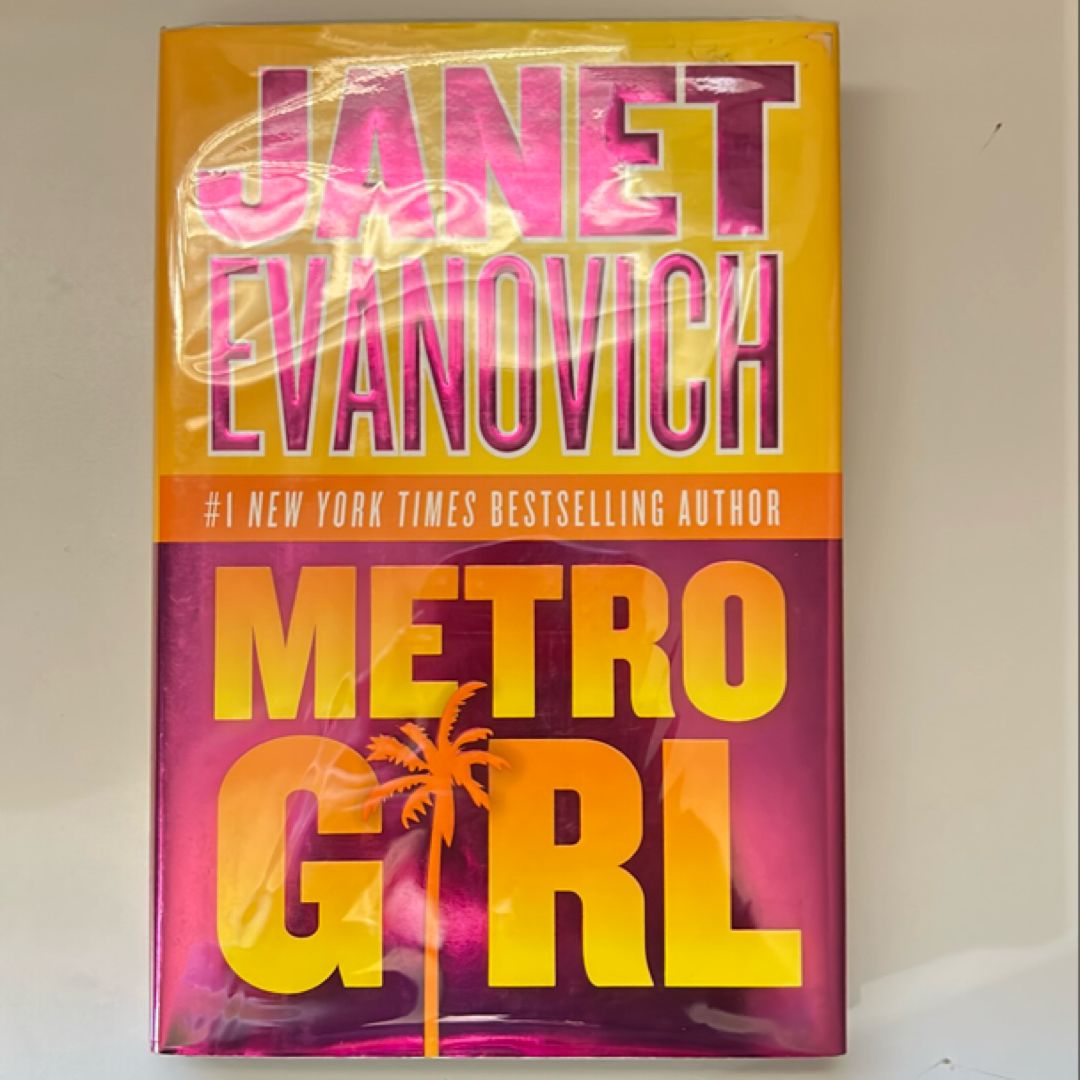 JANET
EVANOVICH
#1 NEW YORK TIMES BESTSELLING AUTHOR
METRO
GIRL